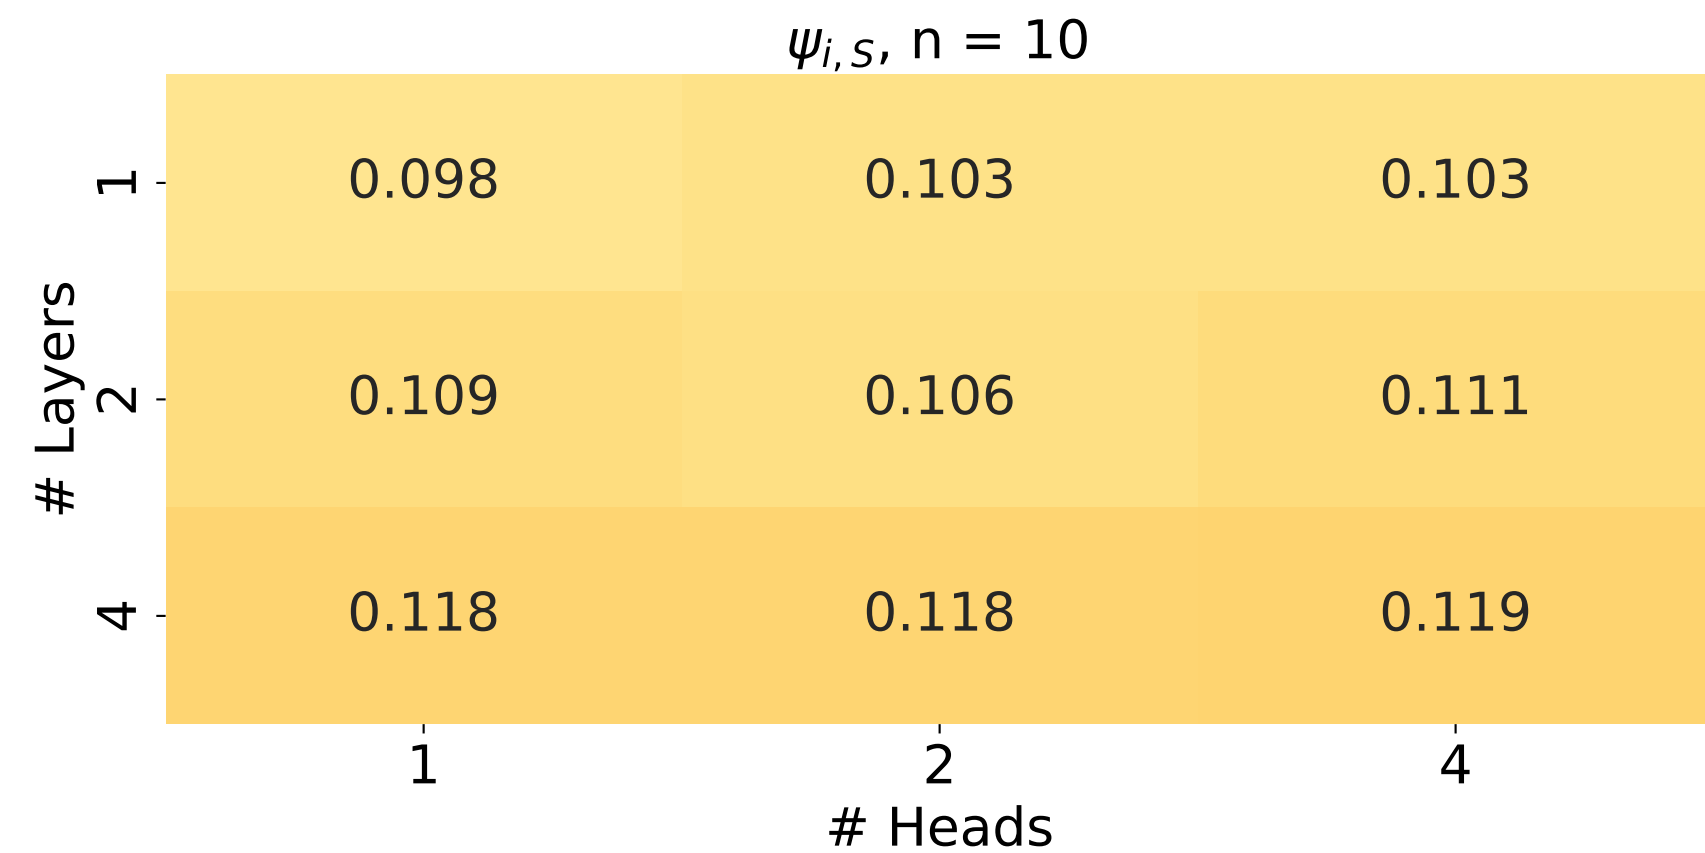 ψi, S, n = 10
# Layers
1 0.098 0.103 0.103
2 0.109 0.106 0.111
4 0.118 0.118 0.119
1 2 4
# Heads